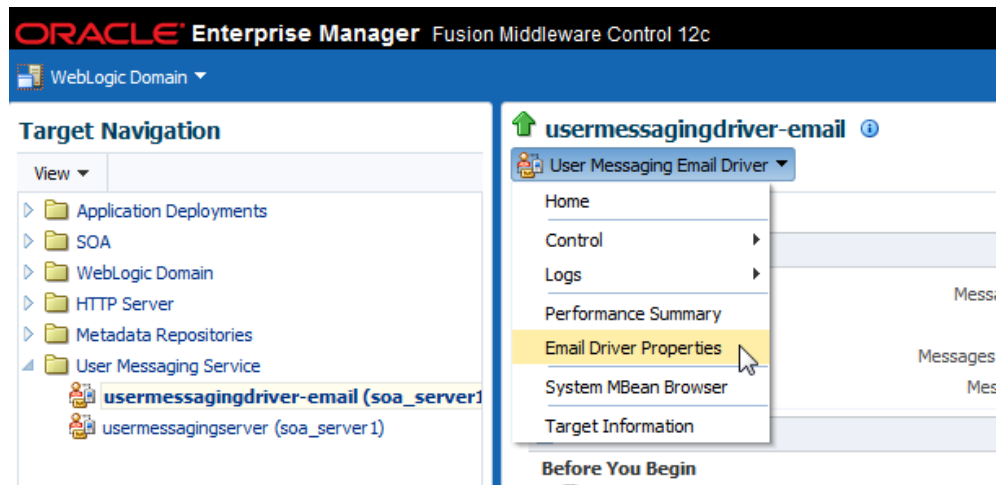 ORACLE Enterprise Manager Fusion Middleware Control 12c
WebLogic Domain
Target Navigation
View
Application Deployments
SOA
WebLogic Domain
HTTP Server
Metadata Repositories
User Messaging Service
usermessagingdriver-email (soa_server1
usermessagingserver (soa_server1)
usermessagingdriver-email
User Messaging Email Driver
Home
Control
Logs
Performance Summary
Email Driver Properties
System MBean Browser
Target Information
Messages
Before You Begin